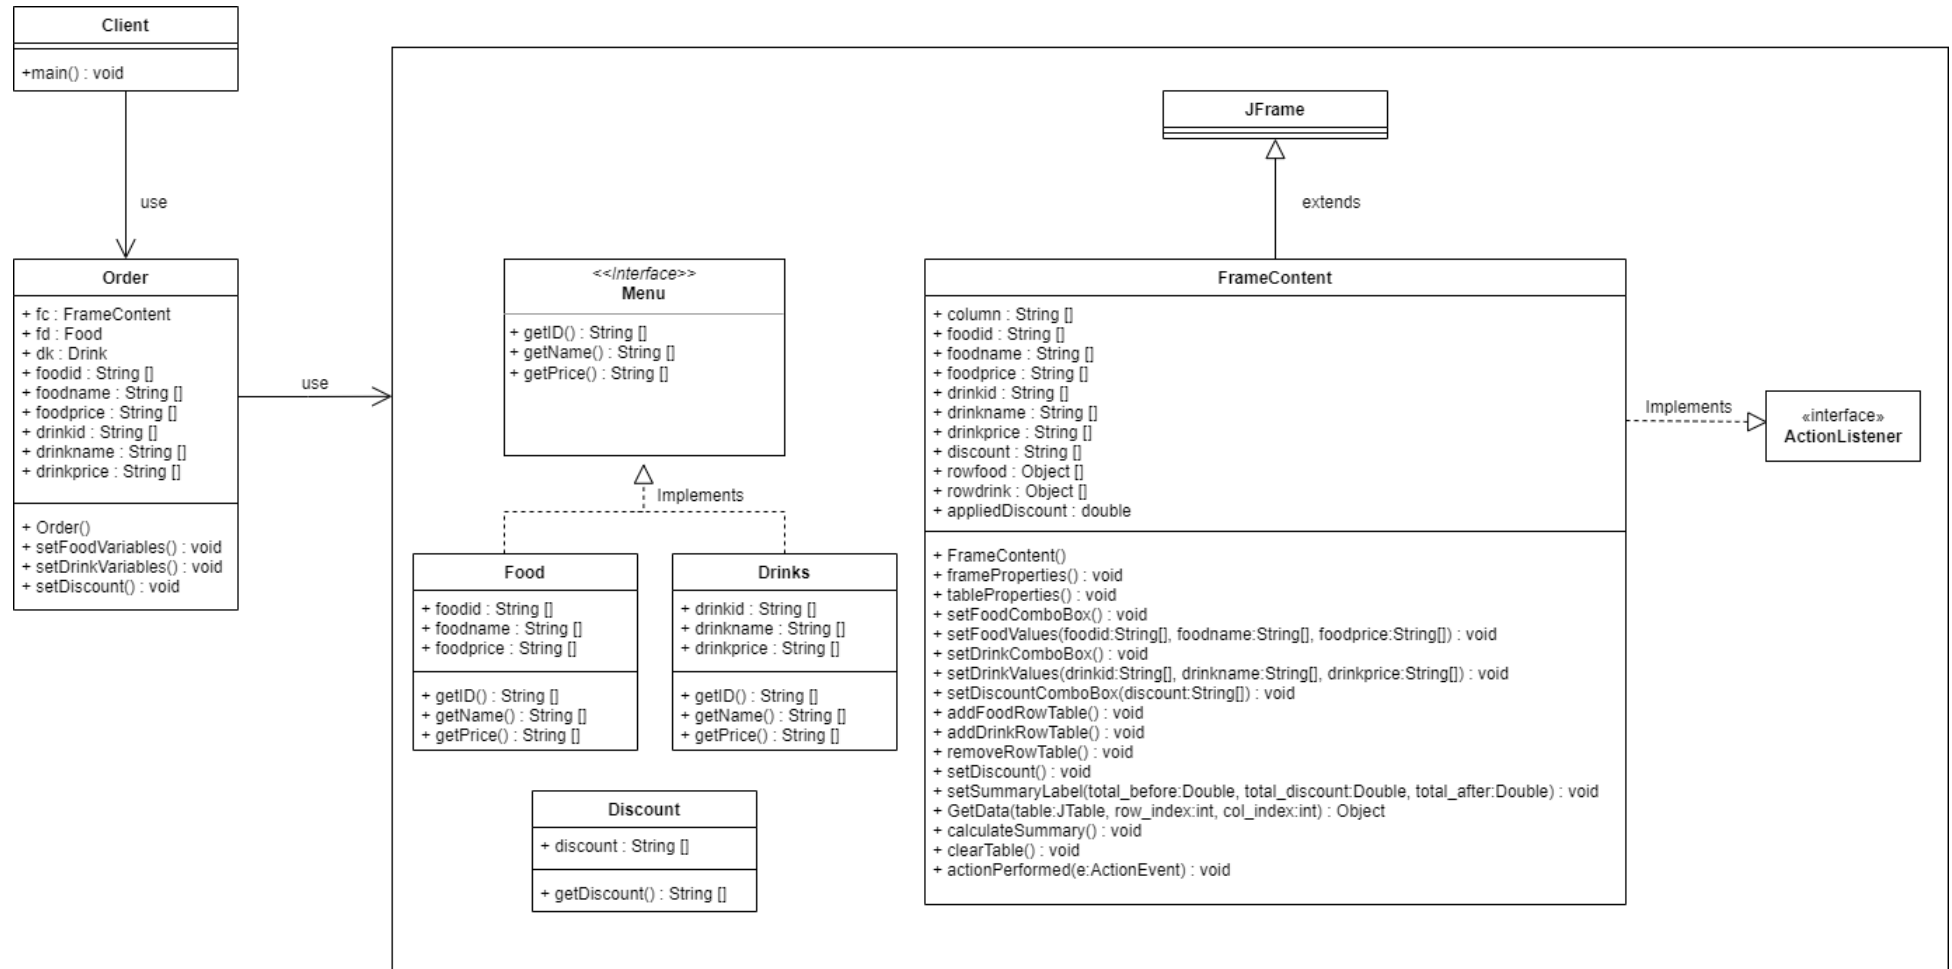 Client
+main() : void
use
Order
+ fc : FrameContent
+ fd : Food
+ dk : Drink
+ foodid : String []
+ foodname : String []
+ foodprice : String []
+ drinkid : String []
+ drinkname : String []
+ drinkprice : String []
+ Order()
+ setFoodVariables() : void
+ setDrinkVariables() : void
+ setDiscount() : void
use
<<Interface>>
Menu
+ getID() : String []
+ getName() : String []
+ getPrice() : String []
Implements
Food
+ foodid : String []
+ foodname : String []
+ foodprice : String []
+ getID() : String []
+ getName() : String []
+ getPrice() : String []
Drinks
+ drinkid : String []
+ drinkname : String []
+ drinkprice : String []
+ getID() : String []
+ getName() : String []
+ getPrice() : String []
Discount
+ discount : String []
+ getDiscount() : String []
JFrame
extends
FrameContent
+ column : String []
+ foodid : String []
+ foodname : String []
+ foodprice : String []
+ drinkid : String []
+ drinkname : String []
+ drinkprice : String []
+ discount : String []
+ rowfood : Object []
+ rowdrink : Object []
+ appliedDiscount : double
+ FrameContent()
+ frameProperties() : void
+ tableProperties() : void
+ setFoodComboBox() : void
+ setFoodValues(foodid:String[], foodname:String[], foodprice:String[]) : void
+ setDrinkComboBox() : void
+ setDrinkValues(drinkid:String[], drinkname:String[], drinkprice:String[]) : void
+ setDiscountComboBox(discount:String[]) : void
+ addFoodRowTable() : void
+ addDrinkRowTable() : void
+ removeRowTable() : void
+ setDiscount() : void
+ setSummaryLabel(total_before:Double, total_discount:Double, total_after:Double) : void
+ GetData(table:JTable, row_index:int, col_index:int) : Object
+ calculateSummary() : void
+ clearTable() : void
+ actionPerformed(e:ActionEvent) : void
Implements
«interface»
ActionListener